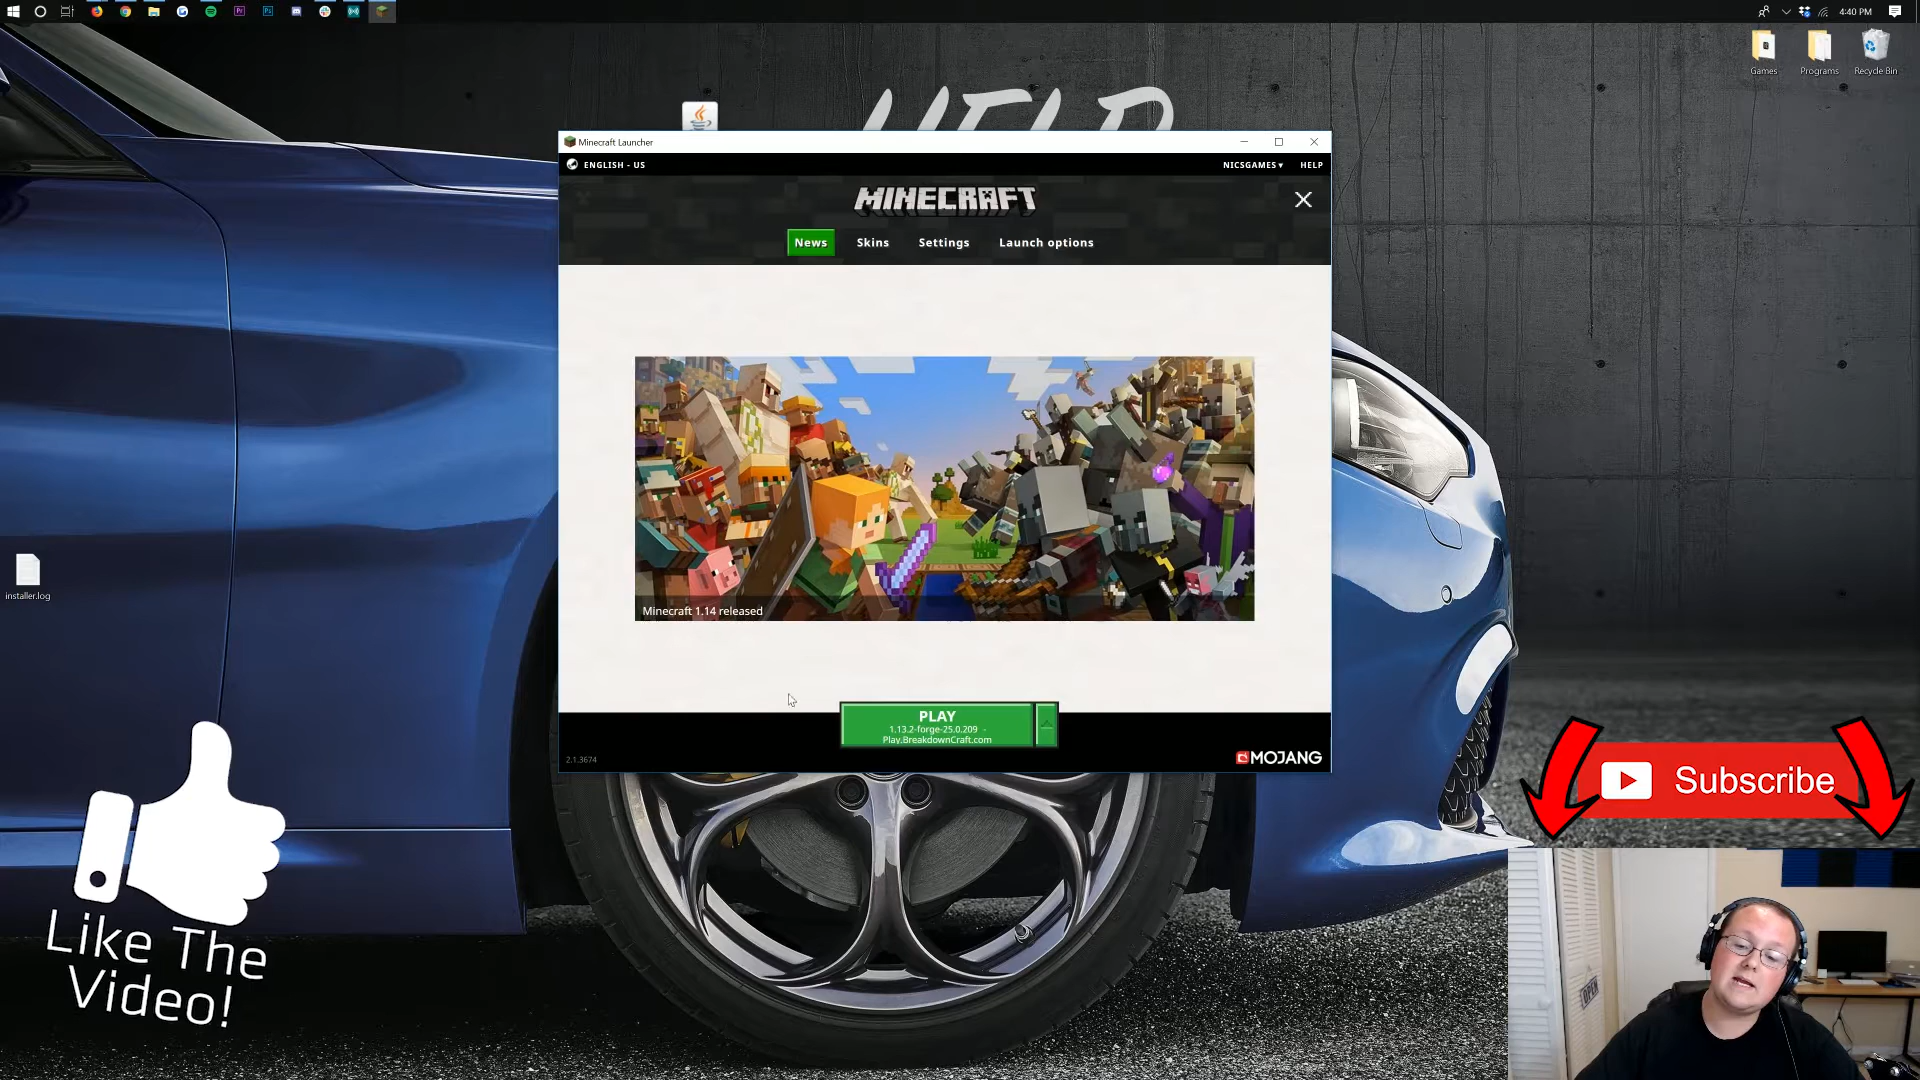 4:40 PM
Games
Programs
Recycle Bin
HELP
Minecraft Launcher
ENGLISH - US
NICSGAMES
HELP
MINECRAFT
News
Skins
Settings
Launch options
Minecraft 1.14 released
installer.log
PLAY
1.13.2-forge-25.0.209 -
Play.BreakdownCraft.com
2.1.3674
MOJANG
Like The
Video!
Subscribe
OPEN